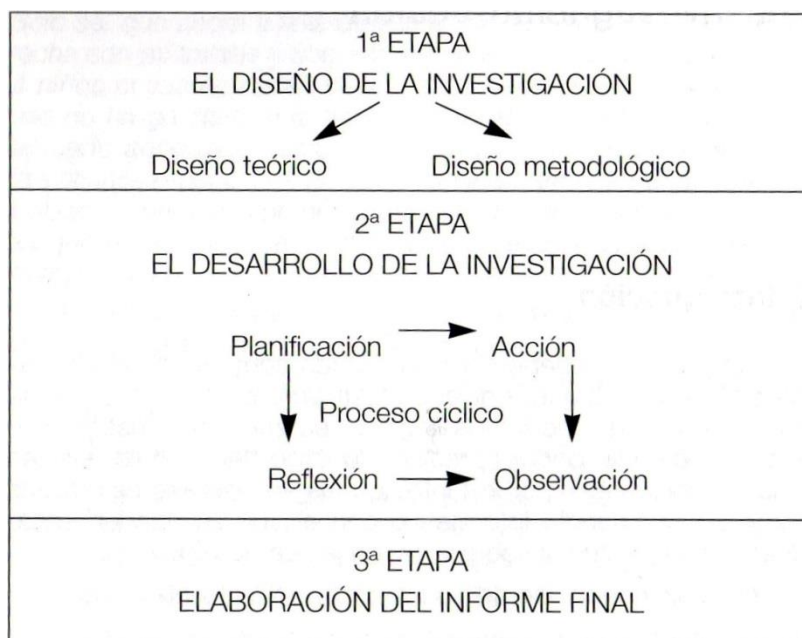 1ª ETAPA
EL DISEÑO DE LA INVESTIGACIÓN
Diseño teórico Diseño metodológico
2ª ETAPA
EL DESARROLLO DE LA INVESTIGACIÓN
Planificación Acción
Proceso cíclico
Reflexión Observación
3ª ETAPA
ELABORACIÓN DEL INFORME FINAL